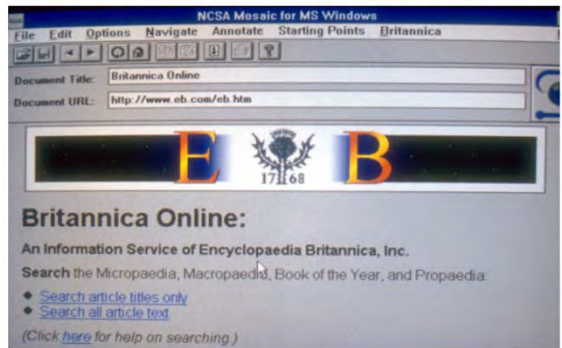 NCSA Mosaic for MS Windows
File Edit Options Navigate Annotate Starting Points Britannica
Document Title: Britannica Online
Document URL: http://www.eb.com/eb.htm
E 17 68 B
Britannica Online:
An Information Service of Encyclopaedia Britannica, Inc.
Search the Micropaedia, Macropaedia, Book of the Year, and Propaedia:
Search article titles only
Search all article text
(Click here for help on searching.)